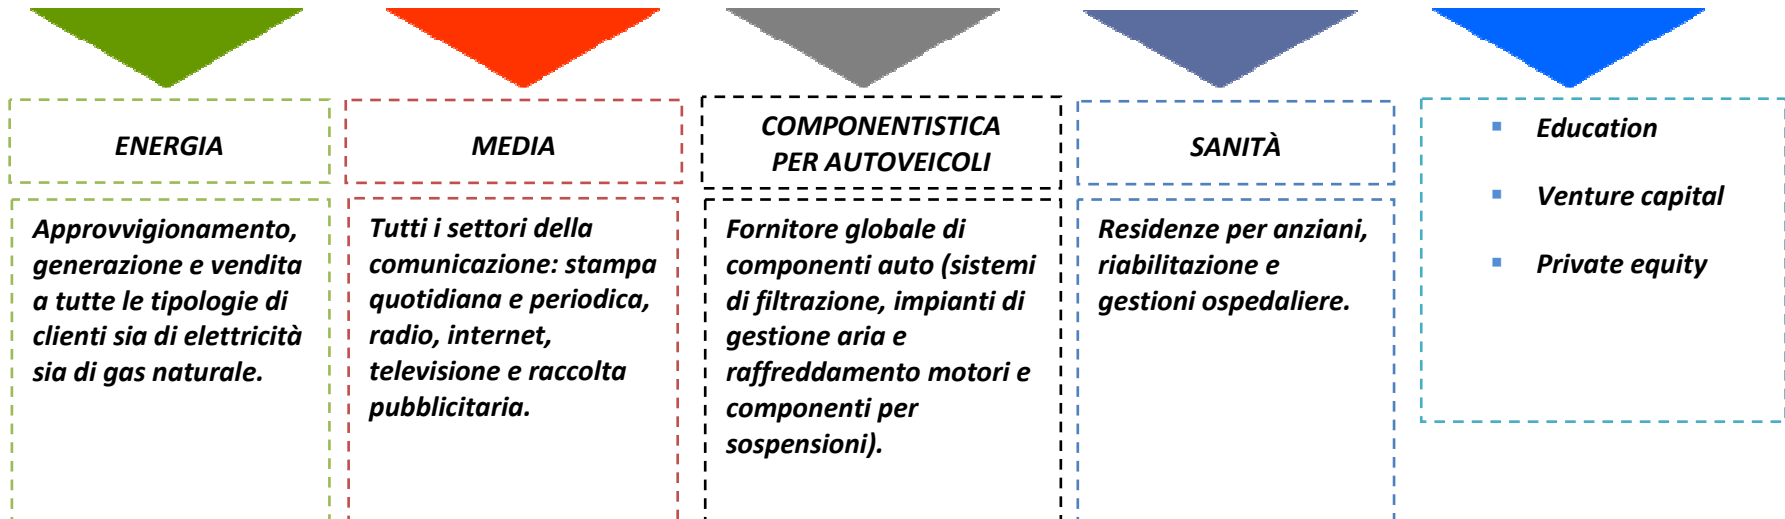 ENERGIA
Approvvigionamento,
generazione e vendita
a tutte le tipologie di
clienti sia di elettricità
sia di gas naturale.
MEDIA
Tutti i settori della
comunicazione: stampa
quotidiana e periodica,
radio, internet,
televisione e raccolta
pubblicitaria.
COMPONENTISTICA
PER AUTOVEICOLI
Fornitore globale di
componenti auto (sistemi
di filtrazione, impianti di
gestione aria e
raffreddamento motori e
componenti per
sospensioni).
SANITÀ
Residenze per anziani,
riabilitazione e
gestioni ospedaliere.
▪ Education
▪ Venture capital
▪ Private equity